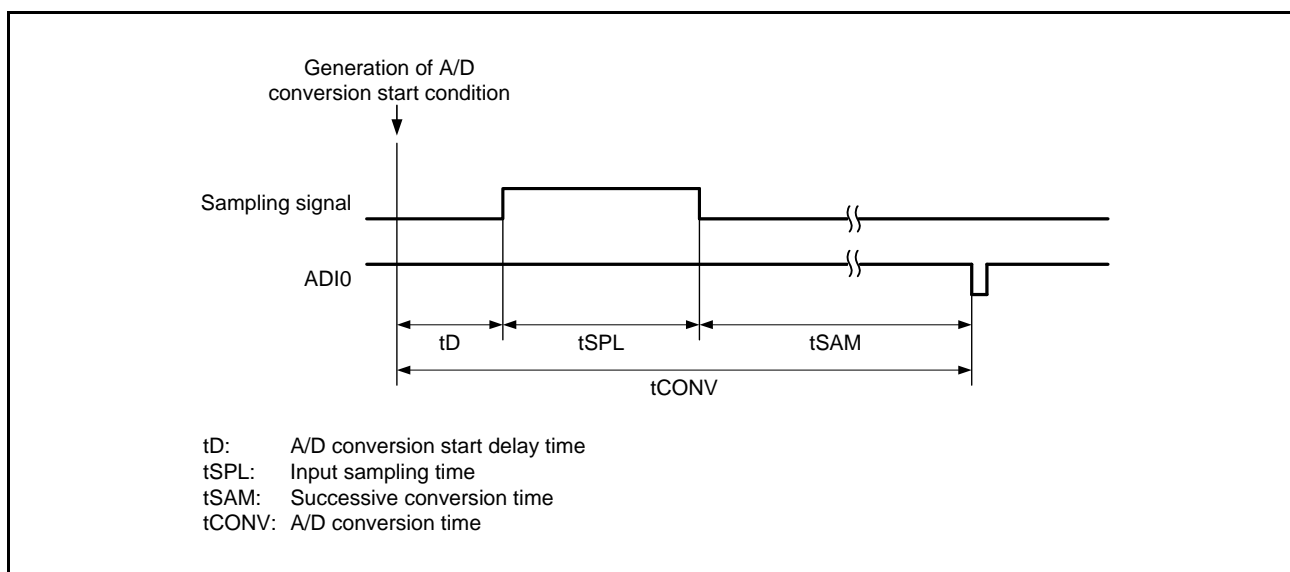 Generation of A/D
conversion start condition
Sampling signal
ADI0
tD
tSPL
tSAM
tCONV
tD: A/D conversion start delay time
tSPL: Input sampling time
tSAM: Successive conversion time
tCONV: A/D conversion time